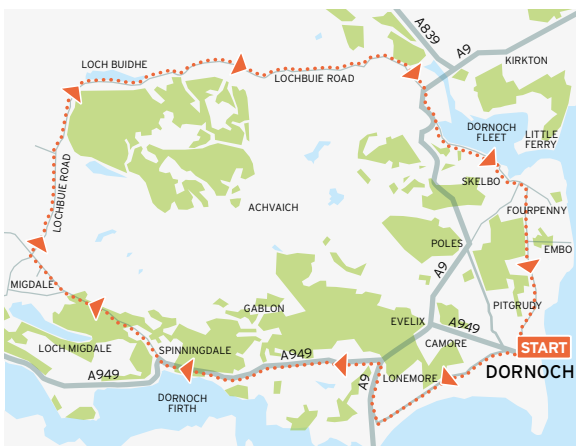 A839
A9
KIRKTON
LOCH BUIDHE
LOCHBUIE ROAD
DORNOCH
FLEET
LITTLE
FERRY
LOCHBUIE ROAD
SKELBO
ACHVAICH
FOURPENNY
POLES
EMBO
A9
MIGDALE
GABLON
PITGRUDY
EVELIX
A949
CAMORE
START
DORNOCH
LOCH MIGDALE
SPINNINGDALE
A949
A949
A9
LONEMORE
DORNOCH
FIRTH